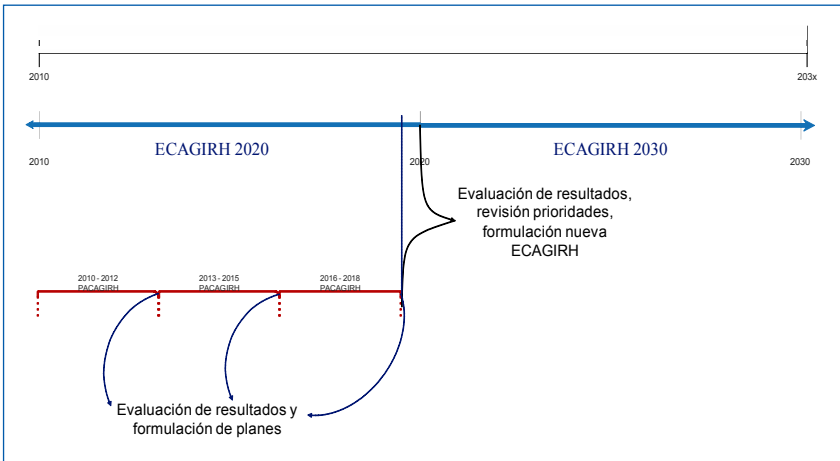 2010
203x
ECAGIRH 2020
ECAGIRH 2030
2010
2020
2030
Evaluación de resultados,
revisión prioridades,
formulación nueva
ECAGIRH
2010 - 2012
PACAGIRH
2013 - 2015
PACAGIRH
2016 - 2018
PACAGIRH
Evaluación de resultados y
formulación de planes